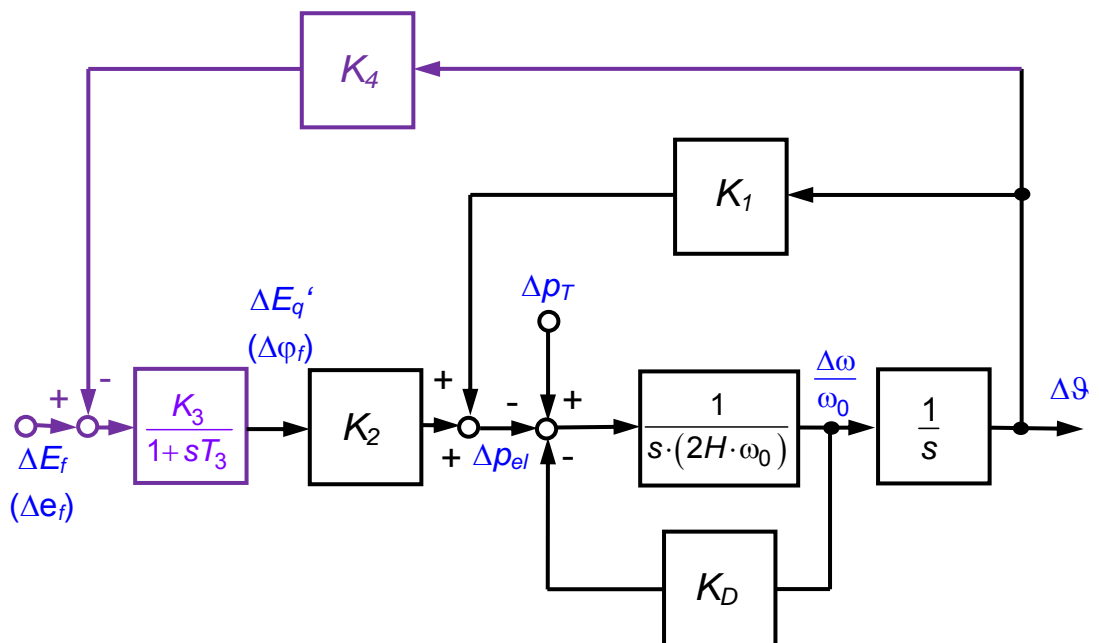 K4
K1
ΔpT
ΔEq‘
(Δφf)
-
+
K3
1+sT3
K2
+
+
-
+
-
Δpel
1
s·(2H·ω0)
Δω
ω0
1
s
Δϑ
ΔEf
(Δef)
KD